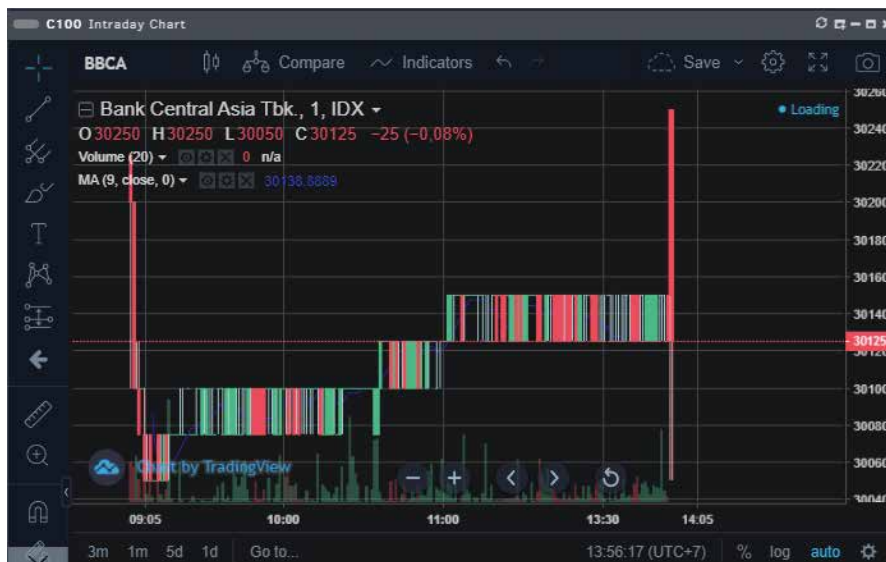 C100 Intraday Chart
BBCA Compare Indicators Save
Bank Central Asia Tbk., 1, IDX
O30250 H30250 L30050 C30125 −25 (−0,08%)
Volume (20) 0 n/a
MA (9, close, 0) 30138.8889
Loading
30260
30240
30220
30200
30180
30160
30140
30125
30120
30100
30080
30060
30040
Chart by TradingView
09:05 10:00 11:00 13:30 14:05
3m 1m 5d 1d Go to... 13:56:17 (UTC+7) % log auto